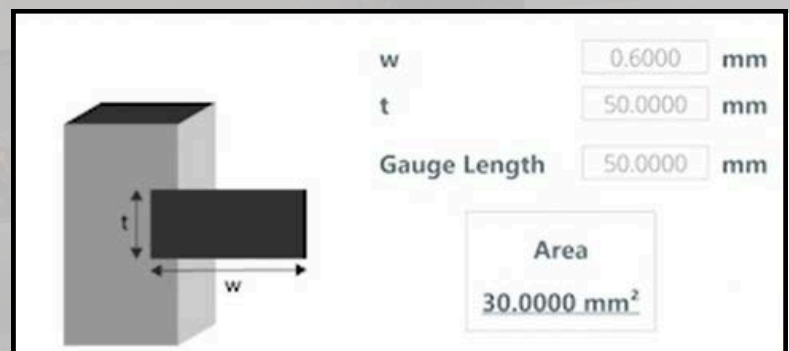 w 0.6000 mm
t 50.0000 mm
Gauge Length 50.0000 mm
t
w
Area
30.0000 mm²